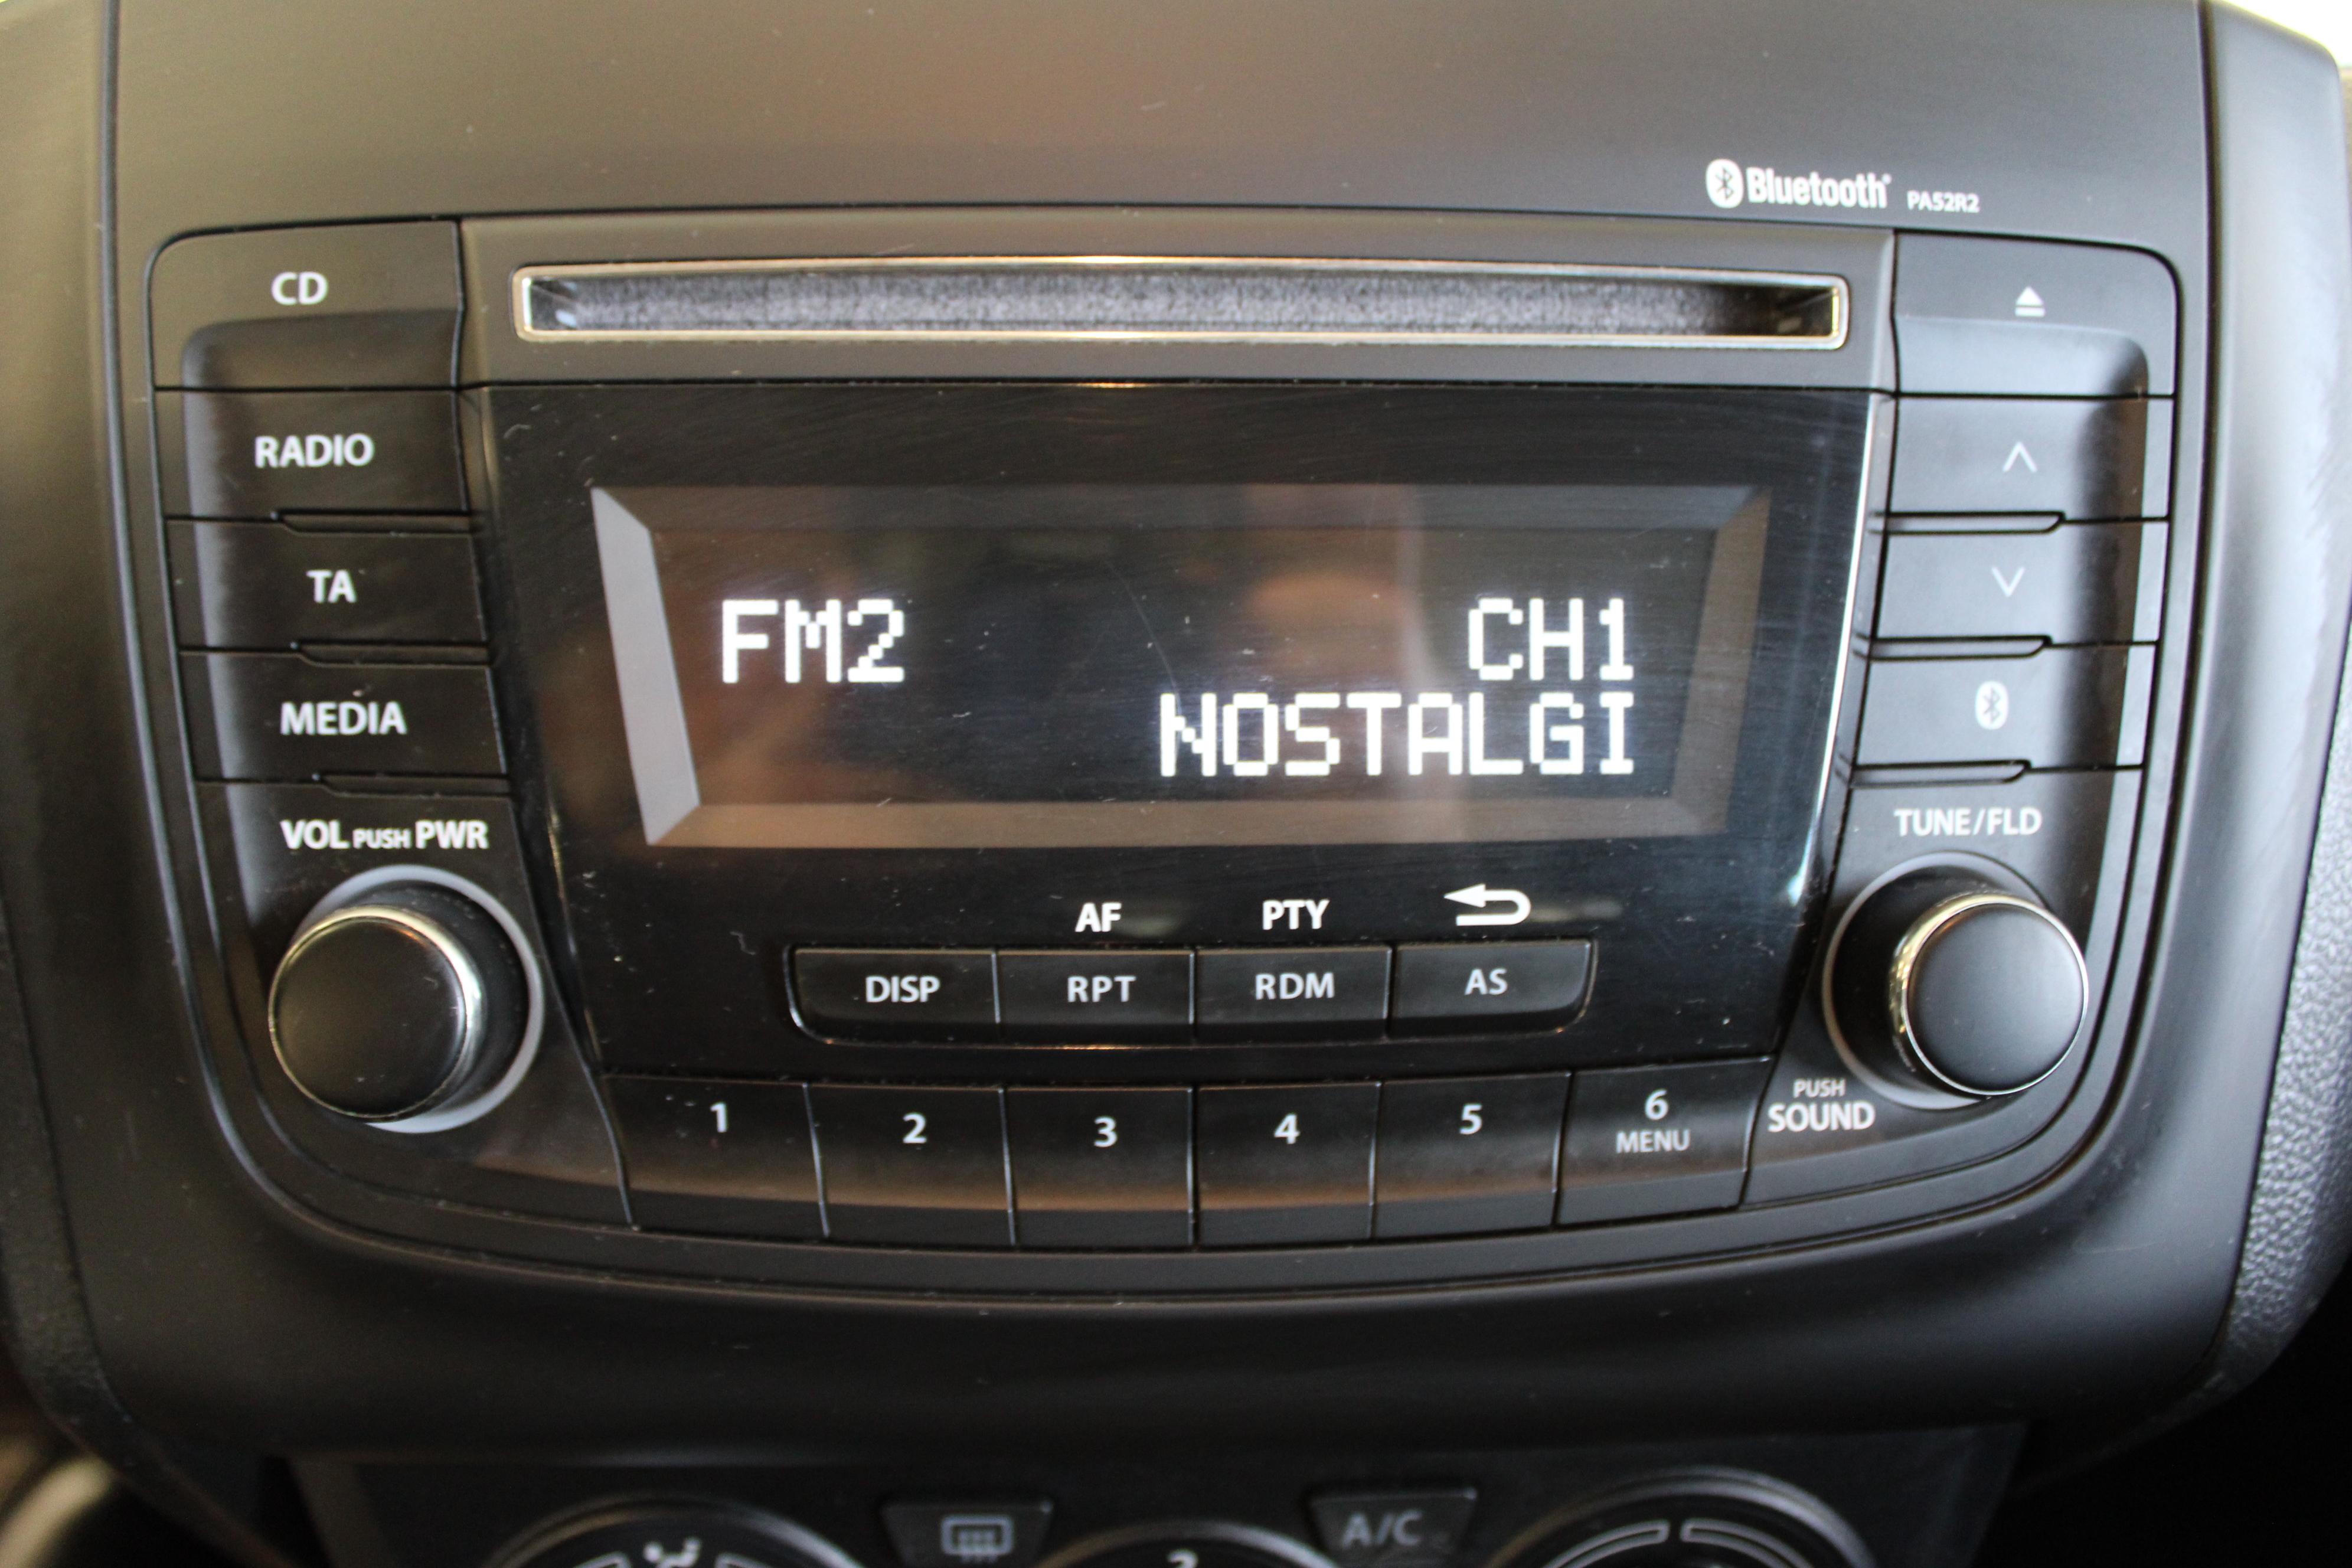 Bluetooth® PA52R2
CD
RADIO
TA
MEDIA
FM2 CH1
NOSTALGI
VOL PUSH PWR
TUNE/FLD
AF PTY
DISP RPT RDM AS
1 2 3 4 5 6
MENU
PUSH
SOUND
A/C
2